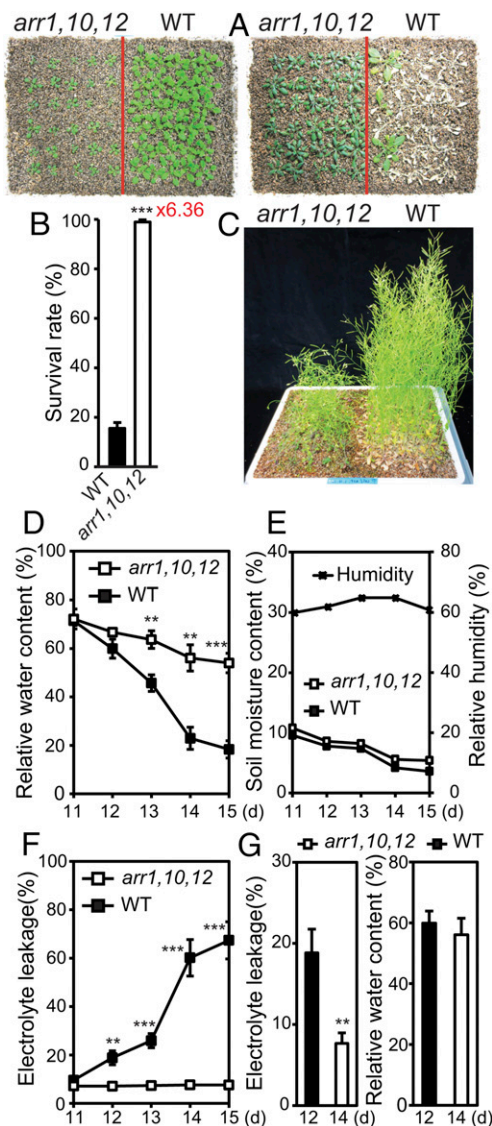 arr1,10,12 WT A arr1,10,12 WT
B
*** x6.36
Survival rate (%)
100
80
60
40
20
0
WT
arr1,10,12
C
arr1,10,12 WT
D
Relative water content (%)
100
80
60
40
20
0
arr1,10,12
WT
** ** ***
11 12 13 14 15 (d)
E
Soil moisture content (%)
40
30
20
10
0
Humidity
arr1,10,12
WT
80
60
40
20
0
Relative humidity (%)
11 12 13 14 15 (d)
F
Electrolyte leakage(%)
100
80
60
40
20
0
arr1,10,12
WT
** *** *** ***
11 12 13 14 15 (d)
G
arr1,10,12 WT
Electrolyte leakage(%)
30
20
10
0
**
12 14 (d)
Relative water content (%)
80
60
40
20
0
12 14 (d)